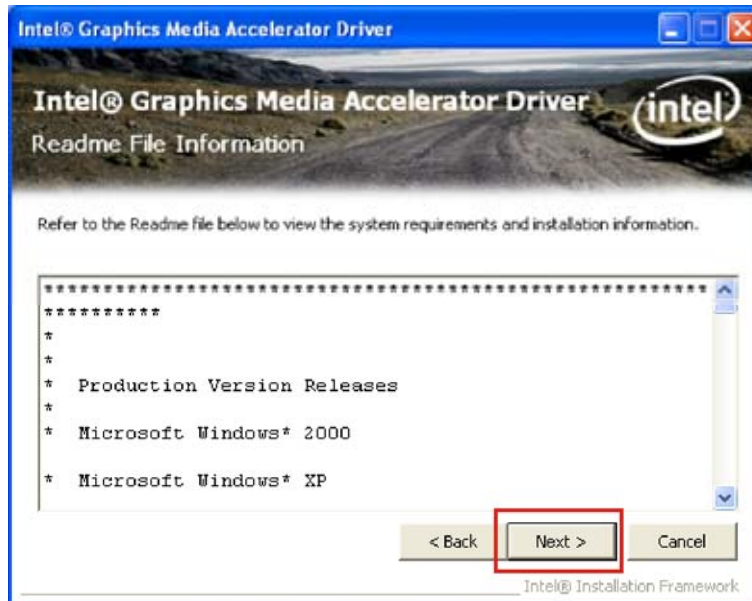 Intel® Graphics Media Accelerator Driver
Intel® Graphics Media Accelerator Driver
intel
Readme File Information
Refer to the Readme file below to view the system requirements and installation information.
**********************************************************
**********
*
*
* Production Version Releases
*
* Microsoft Windows* 2000
* Microsoft Windows* XP
< Back
Next >
Cancel
Intel® Installation Framework